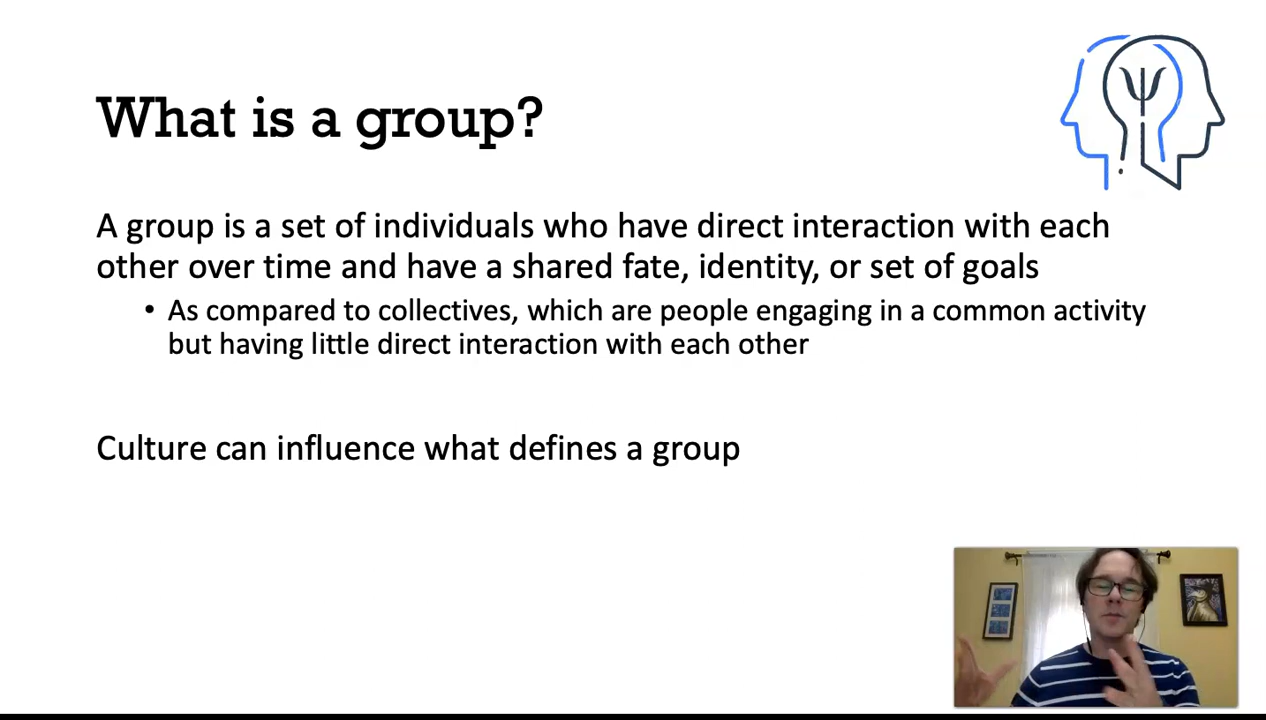 What is a group?
A group is a set of individuals who have direct interaction with each
other over time and have a shared fate, identity, or set of goals
• As compared to collectives, which are people engaging in a common activity
but having little direct interaction with each other
Culture can influence what defines a group